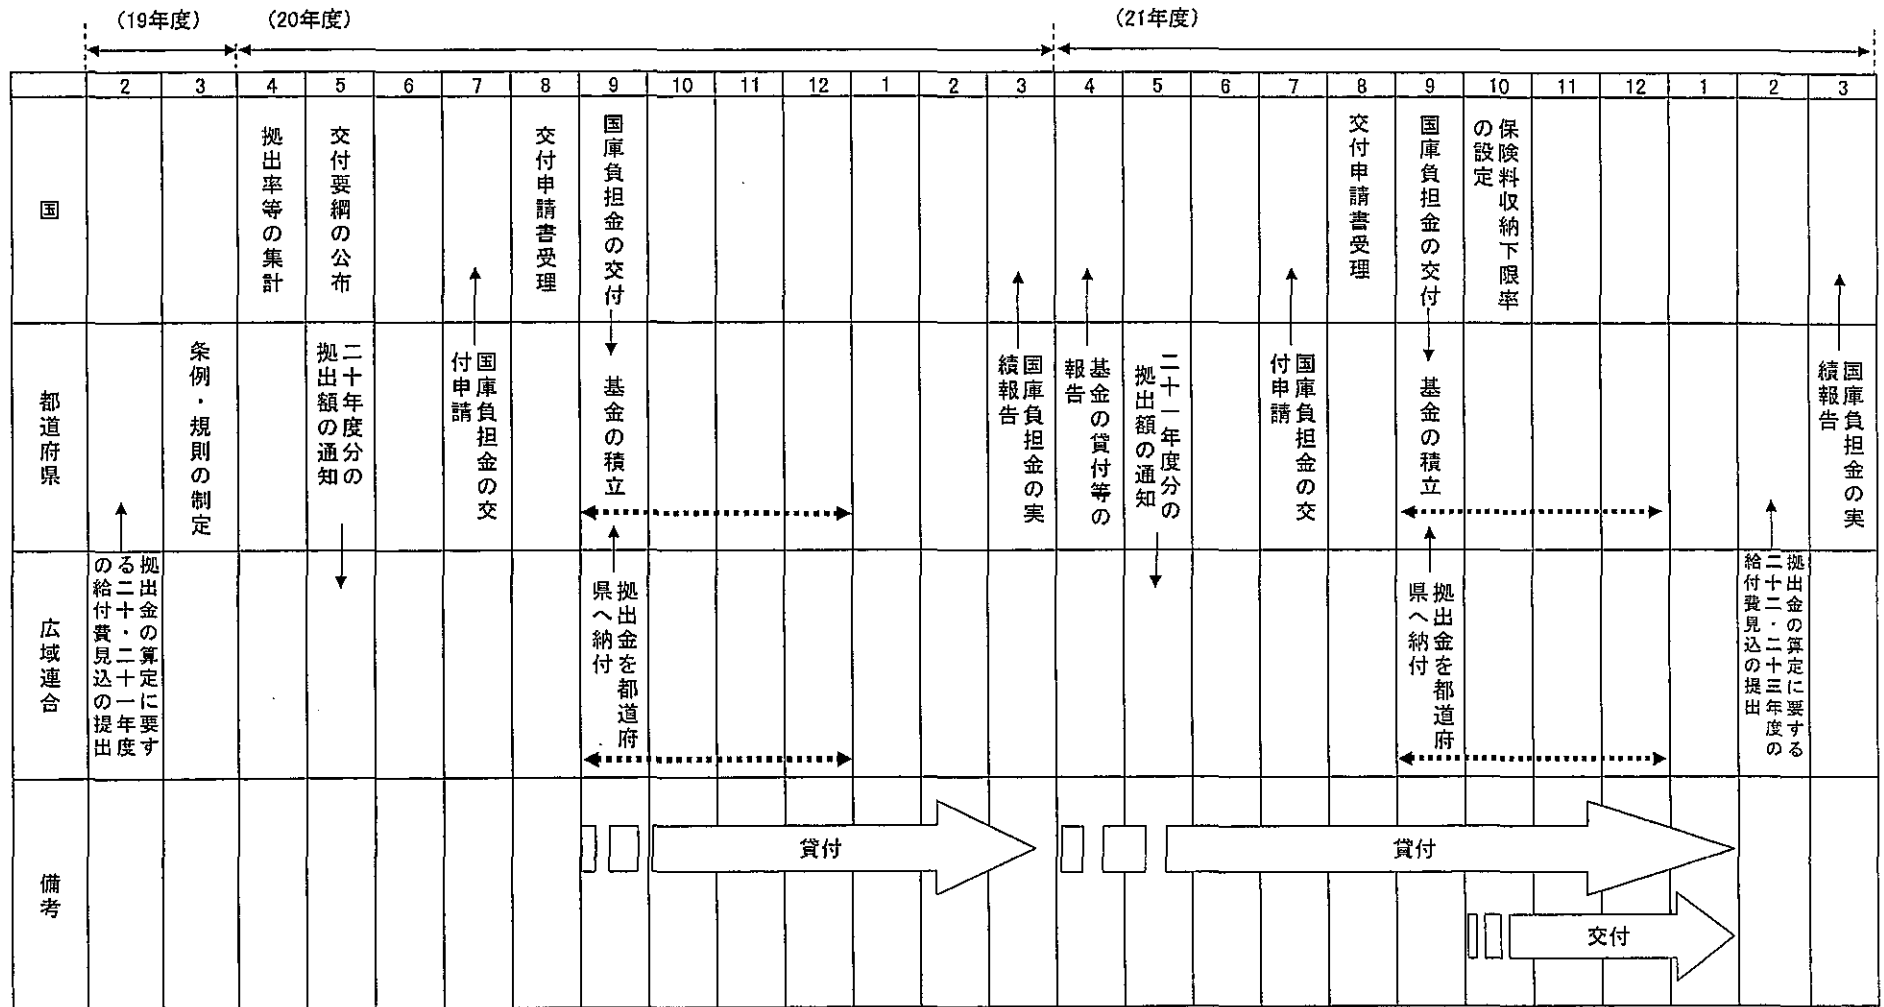 (19年度)
(20年度)
(21年度)
2 3 4 5 6 7 8 9 10 11 12 1 2 3 4 5 6 7 8 9 10 11 12 1 2 3
国
拠出率等の集計
交付要綱の公布
交付申請書受理
国庫負担金の交付
交付申請書受理
国庫負担金の交付
保険料収納下限率
の設定
都道府県
条例・規則の制定
二十年度分の
拠出額の通知
国庫負担金の交
付申請
基金の積立
国庫負担金の実
績報告
基金の貸付等の
報告
二十一年度分の
拠出額の通知
国庫負担金の交
付申請
基金の積立
国庫負担金の実
績報告
広域連合
拠出金の算定に要す
る二十・二十一年度
の給付費見込の提出
拠出金を都道府
県へ納付
拠出金を都道府
県へ納付
拠出金の算定に要する
二十二・二十三年度の
給付費見込の提出
備考
貸付
貸付
交付